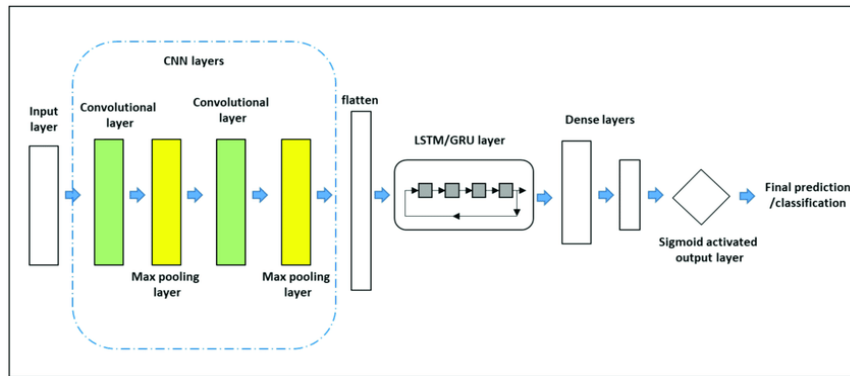 CNN layers
Input
layer
Convolutional
layer
Max pooling
layer
Convolutional
layer
Max pooling
layer
flatten
LSTM/GRU layer
Dense layers
Sigmoid activated
output layer
Final prediction
/classification